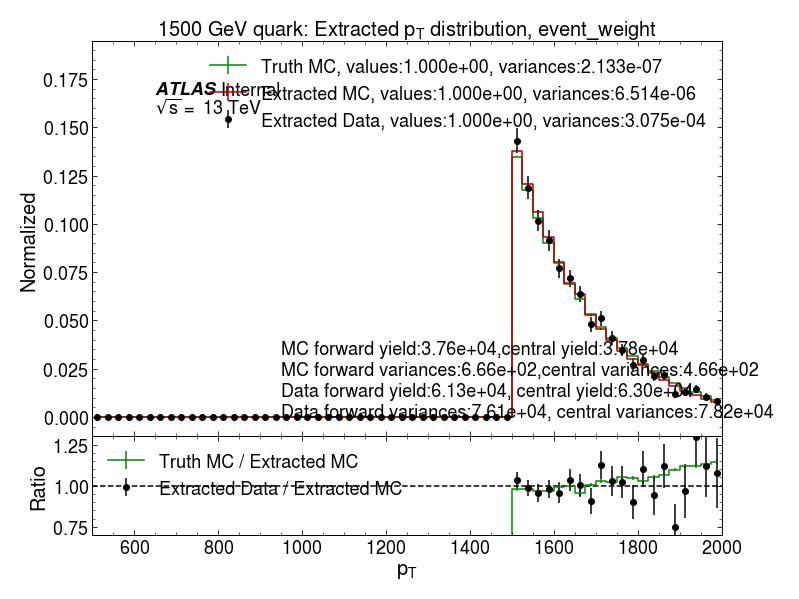 1500 GeV quark: Extracted pT distribution, event_weight
Truth MC, values:1.000e+00, variances:2.133e-07
ATLAS Internal
Extracted MC, values:1.000e+00, variances:6.514e-06
√s = 13 TeV
Extracted Data, values:1.000e+00, variances:3.075e-04
0.175
0.150
0.125
0.100
0.075
0.050
0.025
0.000
Normalized
MC forward yield:3.76e+04,central yield:3.78e+04
MC forward variances:6.66e+02,central variances:4.66e+02
Data forward yield:6.13e+04, central yield:6.30e+04
Data forward variances:7.61e+04, central variances:7.82e+04
1.25
1.00
0.75
Ratio
Truth MC / Extracted MC
Extracted Data / Extracted MC
600 800 1000 1200 1400 1600 1800 2000
pT